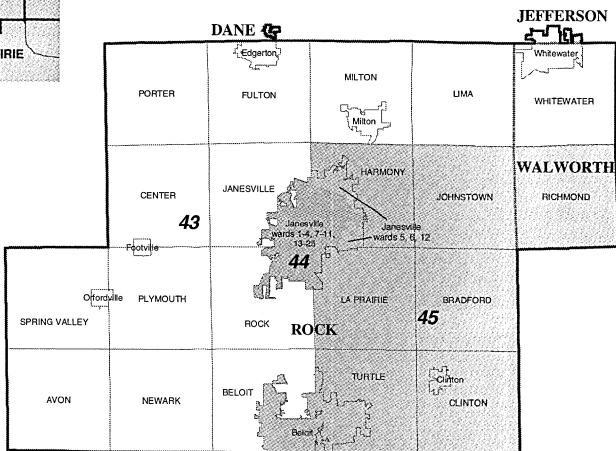 JEFFERSON
DANE
IRIE
Edgerton
Whitewater
PORTER
FULTON
MILTON
LIMA
WHITEWATER
Milton
WALWORTH
CENTER
JANESVILLE
HARMONY
JOHNSTOWN
RICHMOND
43
Janesville
wards 1-4, 7-11,
13-25
Janesville
wards 5, 6, 12
Footville
44
Orfordville
PLYMOUTH
LA PRAIRIE
BRADFORD
SPRING VALLEY
ROCK
ROCK
45
TURTLE
Clinton
AVON
NEWARK
BELOIT
CLINTON
Beloit